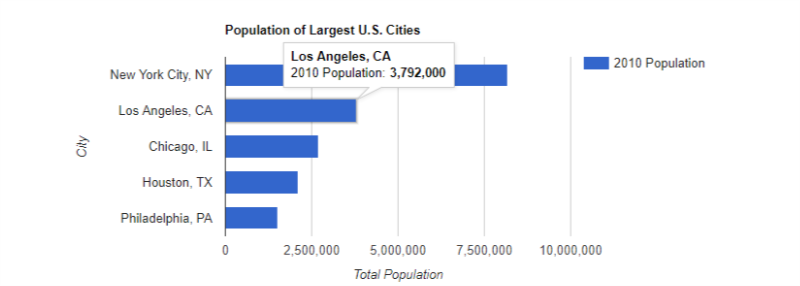 Population of Largest U.S. Cities
Los Angeles, CA
2010 Population: 3,792,000
2010 Population
New York City, NY
Los Angeles, CA
Chicago, IL
Houston, TX
Philadelphia, PA
City
0 2,500,000 5,000,000 7,500,000 10,000,000
Total Population